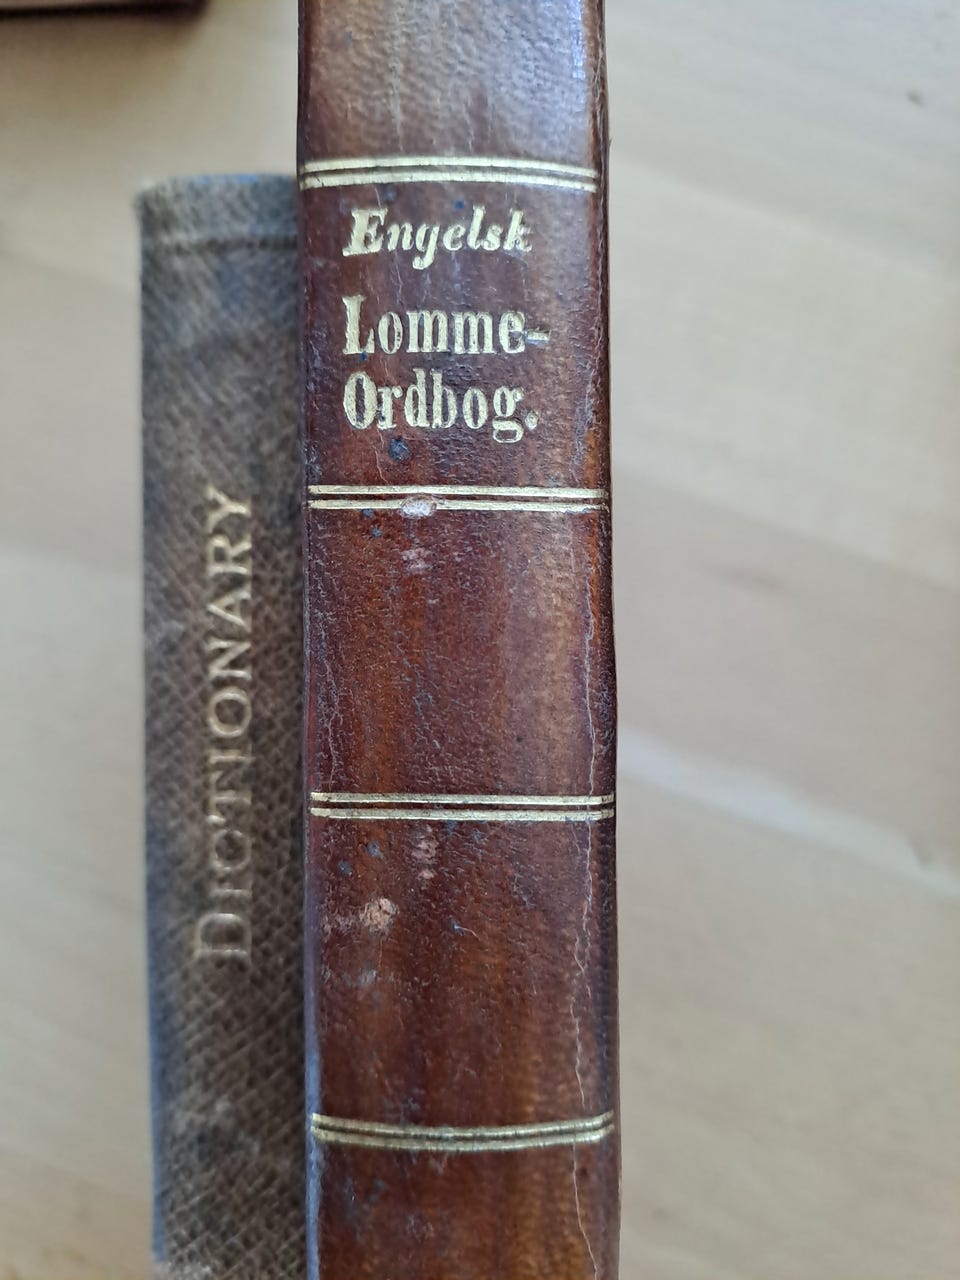 Engelsk
Lomme-
Ordbog.
DICTIONARY